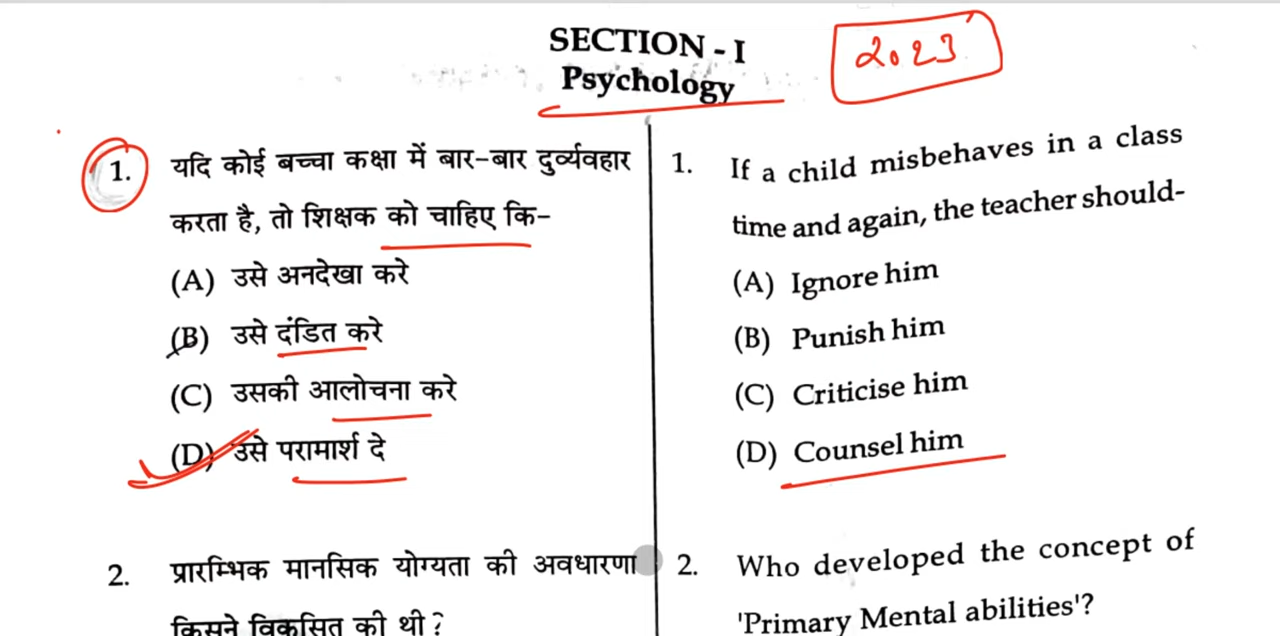 SECTION - I
Psychology
2023
1. यदि कोई बच्चा कक्षा में बार-बार दुर्व्यवहार
करता है, तो शिक्षक को चाहिए कि-
(A) उसे अनदेखा करे
(B) उसे दंडित करे
(C) उसकी आलोचना करे
(D) उसे परामार्श दे
2. प्रारम्भिक मानसिक योग्यता की अवधारणा
किसने विकसित की थी?
1. If a child misbehaves in a class
time and again, the teacher should-
(A) Ignore him
(B) Punish him
(C) Criticise him
(D) Counsel him
2. Who developed the concept of
'Primary Mental abilities'?